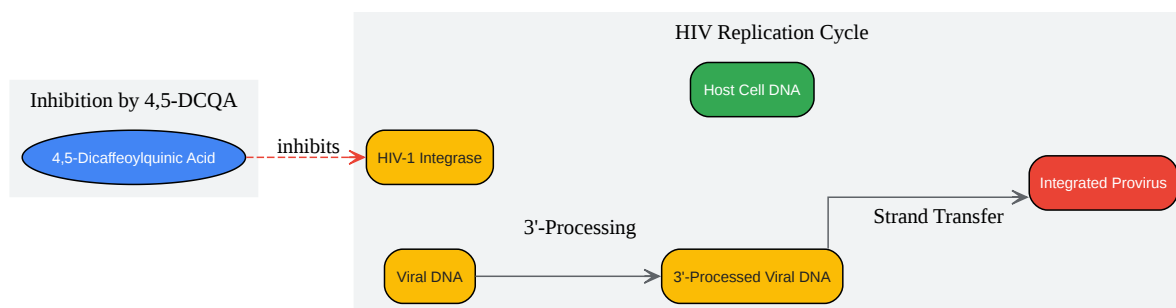 HIV Replication Cycle
Host Cell DNA
Inhibition by 4,5-DCQA
4,5-Dicaffeoylquinic Acid
inhibits
HIV-1 Integrase
Integrated Provirus
Strand Transfer
3'-Processing
Viral DNA
3'-Processed Viral DNA